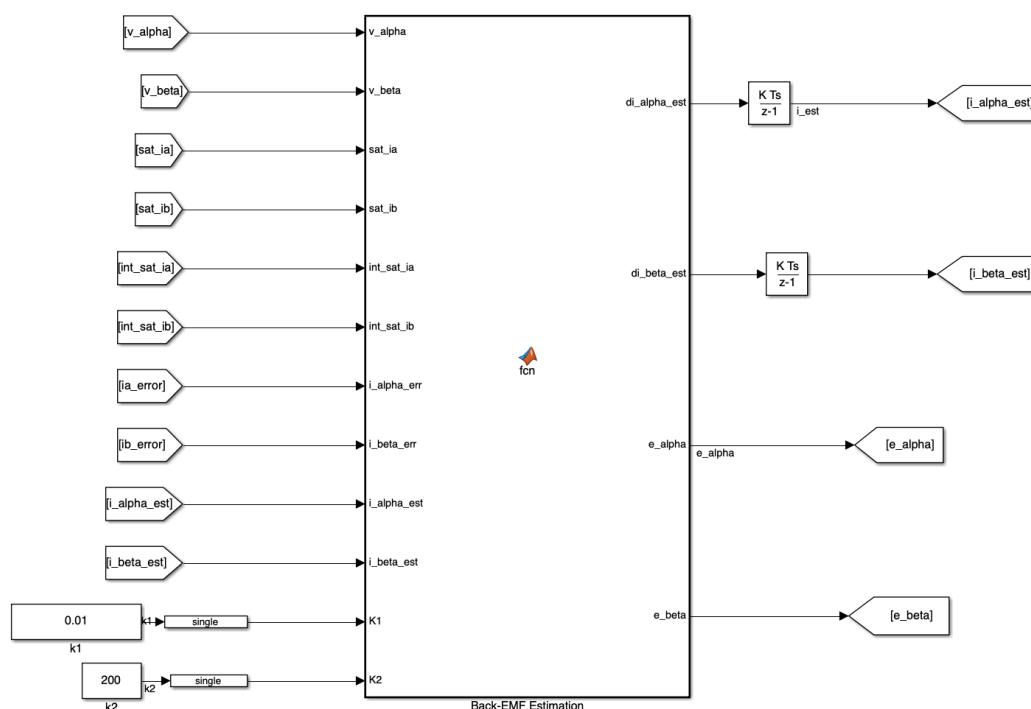 [v_alpha]
v_alpha
[v_beta]
v_beta
di_alpha_est
K Ts
z-1
i_est
[i_alpha_est]
[sat_ia]
sat_ia
[sat_ib]
sat_ib
[int_sat_ia]
int_sat_ia
di_beta_est
K Ts
z-1
[i_beta_est]
[int_sat_ib]
int_sat_ib
fcn
[ia_error]
i_alpha_err
[ib_error]
i_beta_err
e_alpha
e_alpha
[e_alpha]
[i_alpha_est]
i_alpha_est
[i_beta_est]
i_beta_est
0.01
k1
single
K1
k1
e_beta
[e_beta]
200
k2
single
K2
k2
Back-EMF Estimation